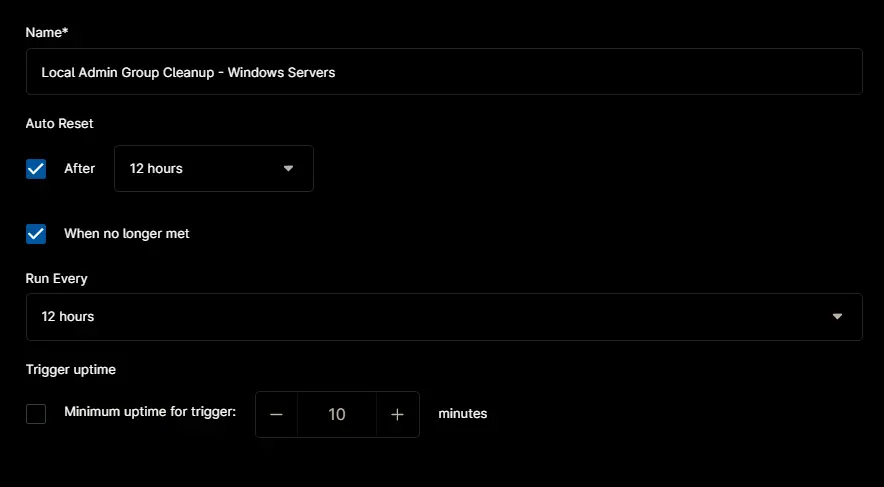 Name*
Local Admin Group Cleanup - Windows Servers
Auto Reset
After 12 hours
When no longer met
Run Every
12 hours
Trigger uptime
Minimum uptime for trigger: − 10 + minutes